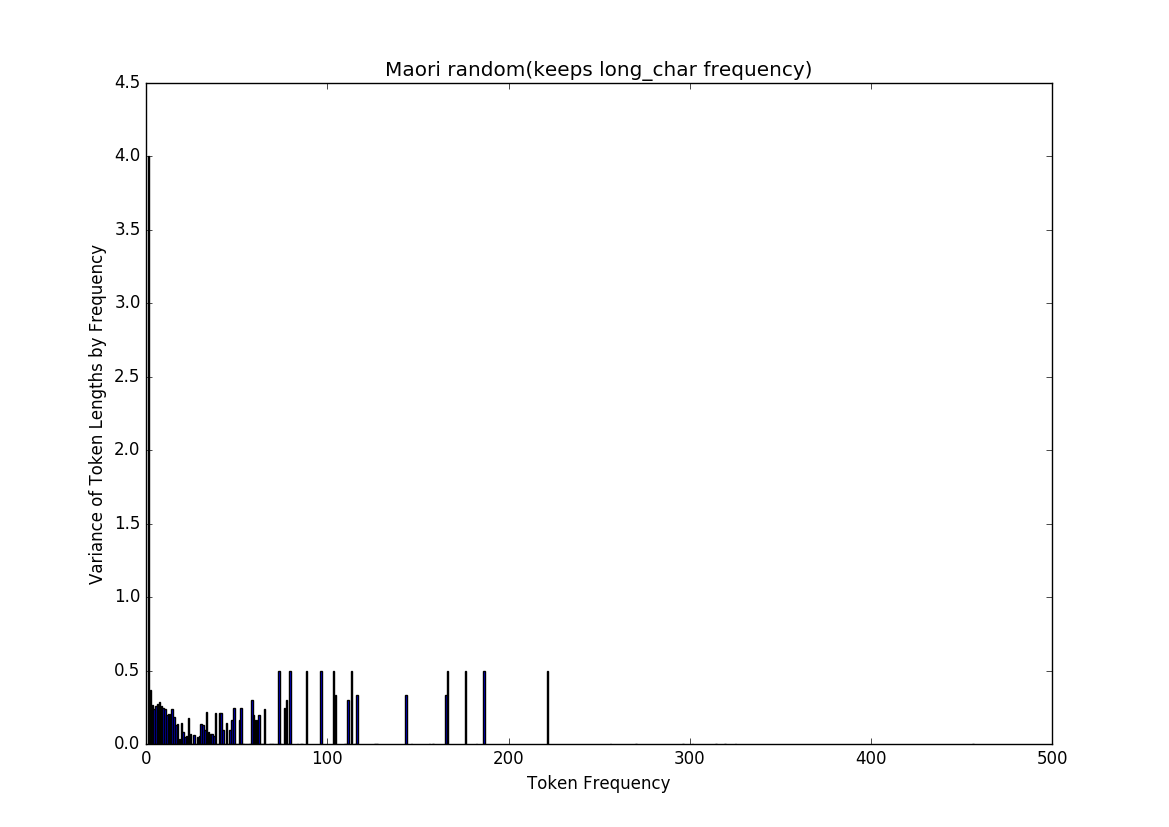 Maori random(keeps long_char frequency)
4.5
4.0
3.5
3.0
2.5
2.0
1.5
1.0
0.5
0.0
Variance of Token Lengths by Frequency
0 100 200 300 400 500
Token Frequency